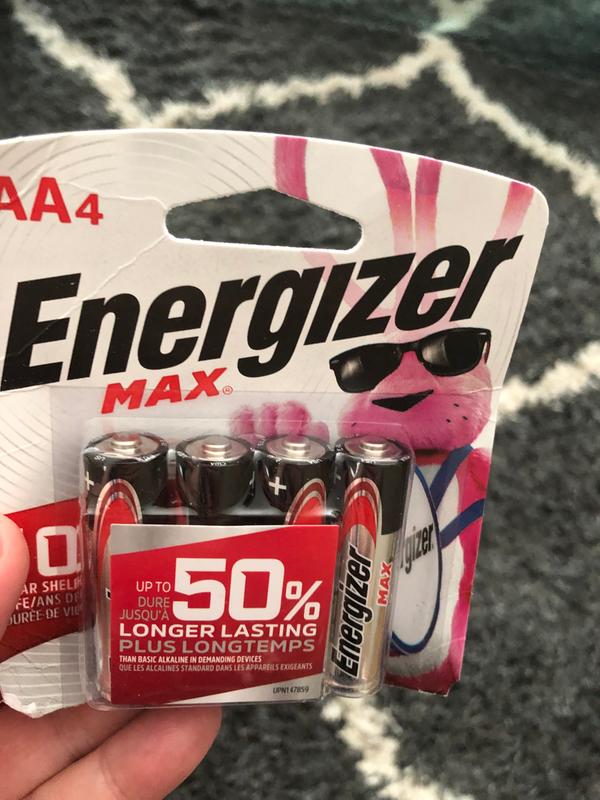 AA4
Energizer
MAX®
UP TO
DURE
JUSQU'À
50%
LONGER LASTING
PLUS LONGTEMPS
THAN BASIC ALKALINE IN DEMANDING DEVICES
QUE LES ALCALINES STANDARD DANS LES APPAREILS EXIGEANTS
UPN147859
Energizer
MAX
gizer
+
+